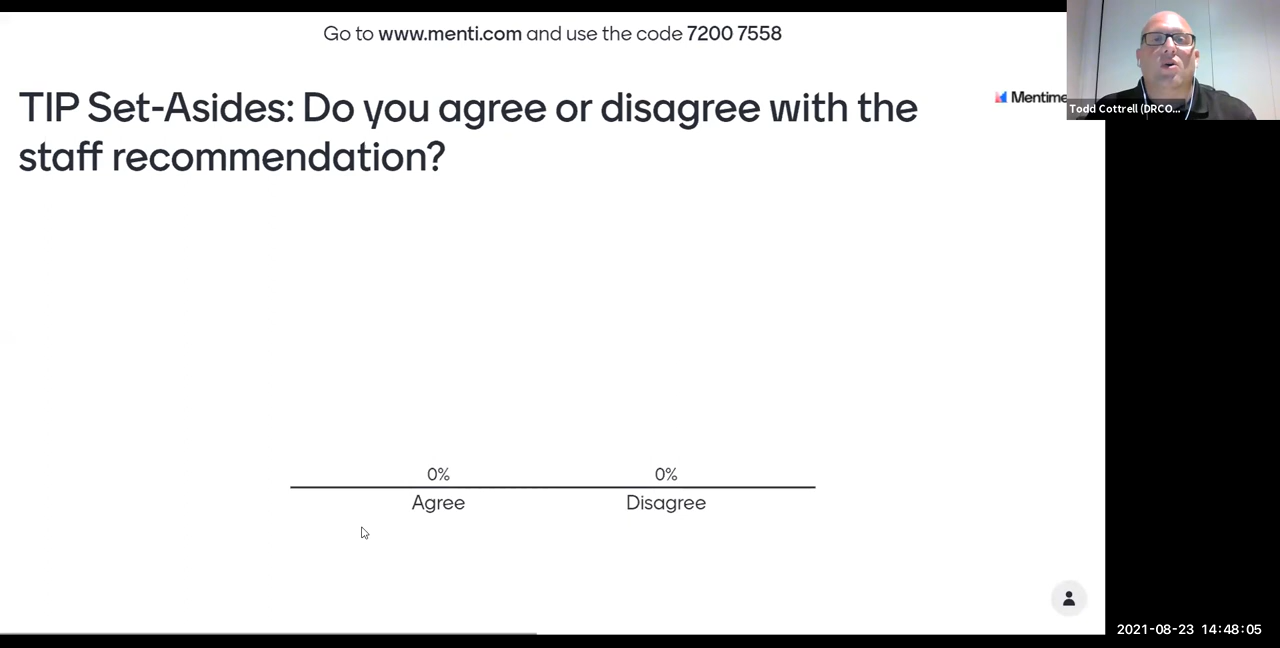 Go to www.menti.com and use the code 7200 7558
TIP Set-Asides: Do you agree or disagree with the
staff recommendation?
Mentime
Todd Cottrell (DRCO...
0%
0%
Agree
Disagree
2021-08-23 14:48:05